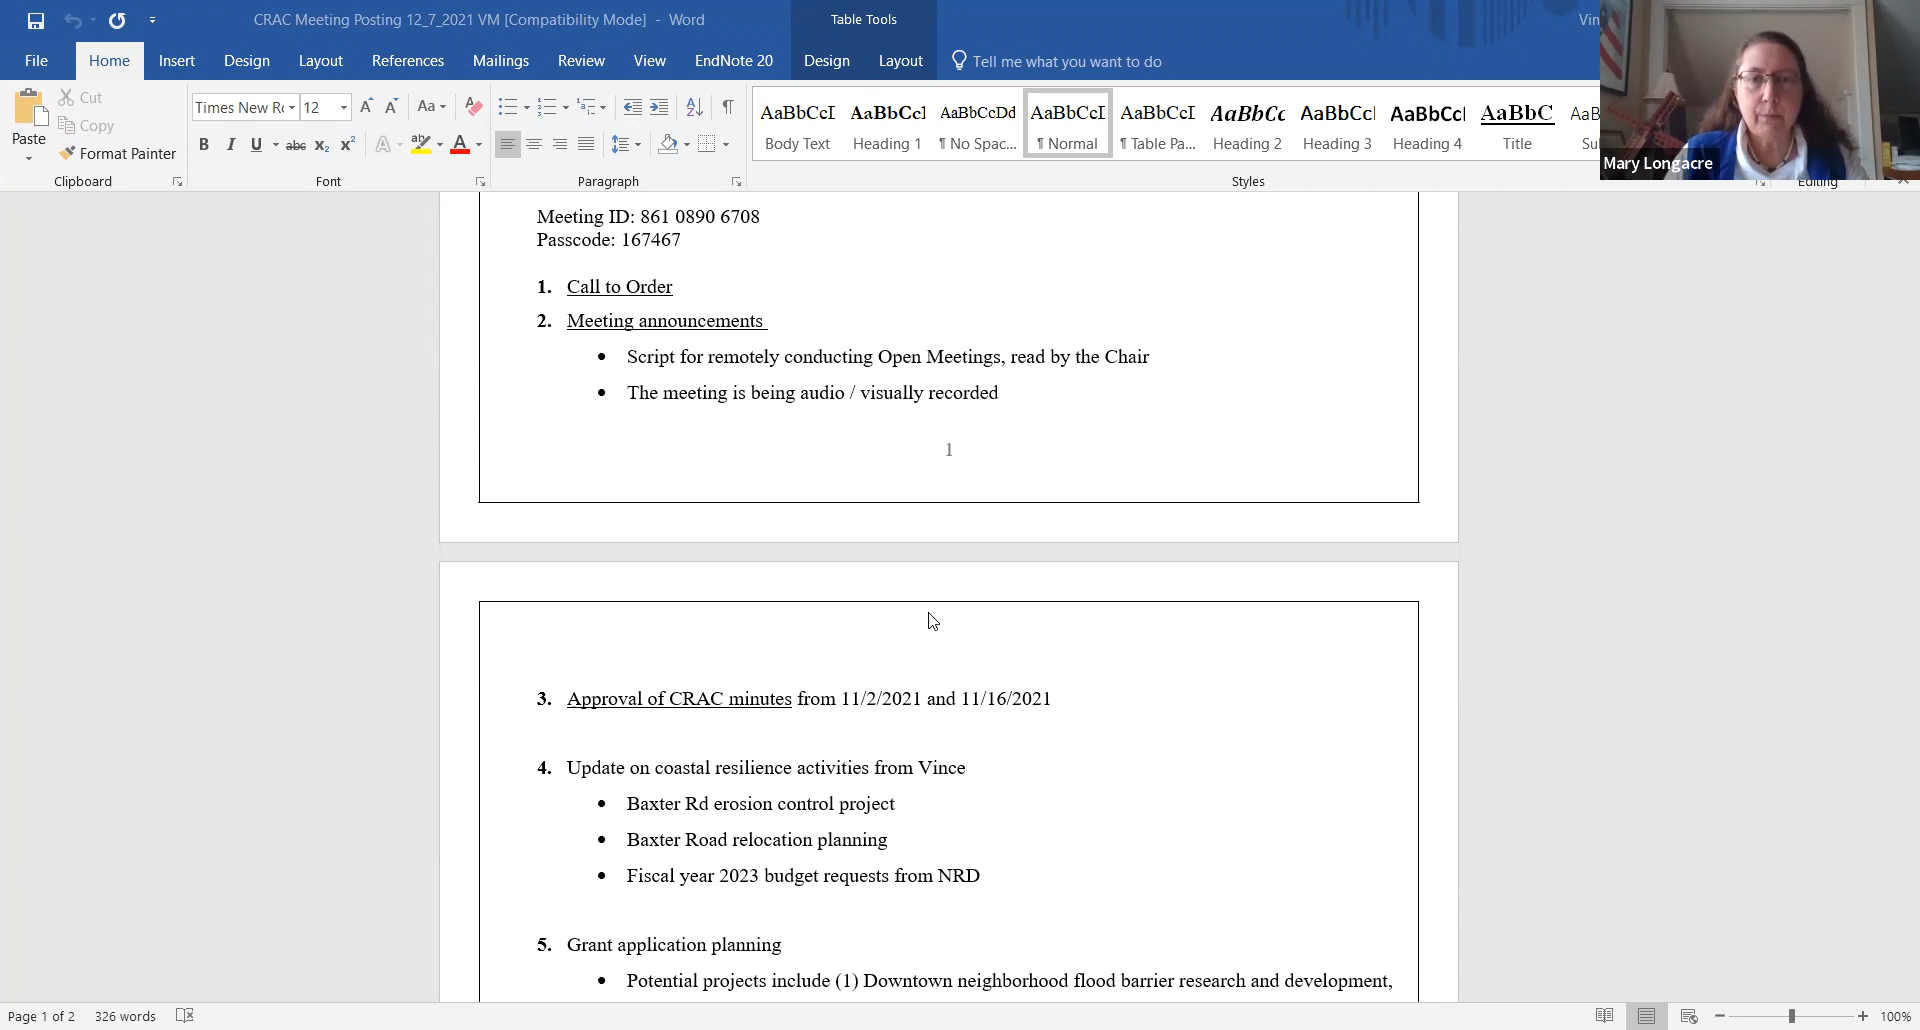 CRAC Meeting Posting 12_7_2021 VM [Compatibility Mode] - Word
Table Tools
Vin
File Home Insert Design Layout References Mailings Review View EndNote 20 Design Layout Tell me what you want to do
Paste
Cut
Copy
Format Painter
Clipboard
Times New R
12
Aa
B I U abc x₂ x² A ab A
Font
Paragraph
AaBbCcI AaBbCcI AaBbCcDd AaBbCcI AaBbCcI AaBbCc AaBbCcI AaBbCcI AaBbC AaB
Body Text Heading 1 ¶ No Spac... ¶ Normal ¶ Table Pa... Heading 2 Heading 3 Heading 4 Title Su
Styles
Editing
Mary Longacre
Meeting ID: 861 0890 6708
Passcode: 167467
1. Call to Order
2. Meeting announcements
• Script for remotely conducting Open Meetings, read by the Chair
• The meeting is being audio / visually recorded
1
3. Approval of CRAC minutes from 11/2/2021 and 11/16/2021
4. Update on coastal resilience activities from Vince
• Baxter Rd erosion control project
• Baxter Road relocation planning
• Fiscal year 2023 budget requests from NRD
5. Grant application planning
• Potential projects include (1) Downtown neighborhood flood barrier research and development,
Page 1 of 2 326 words
100%